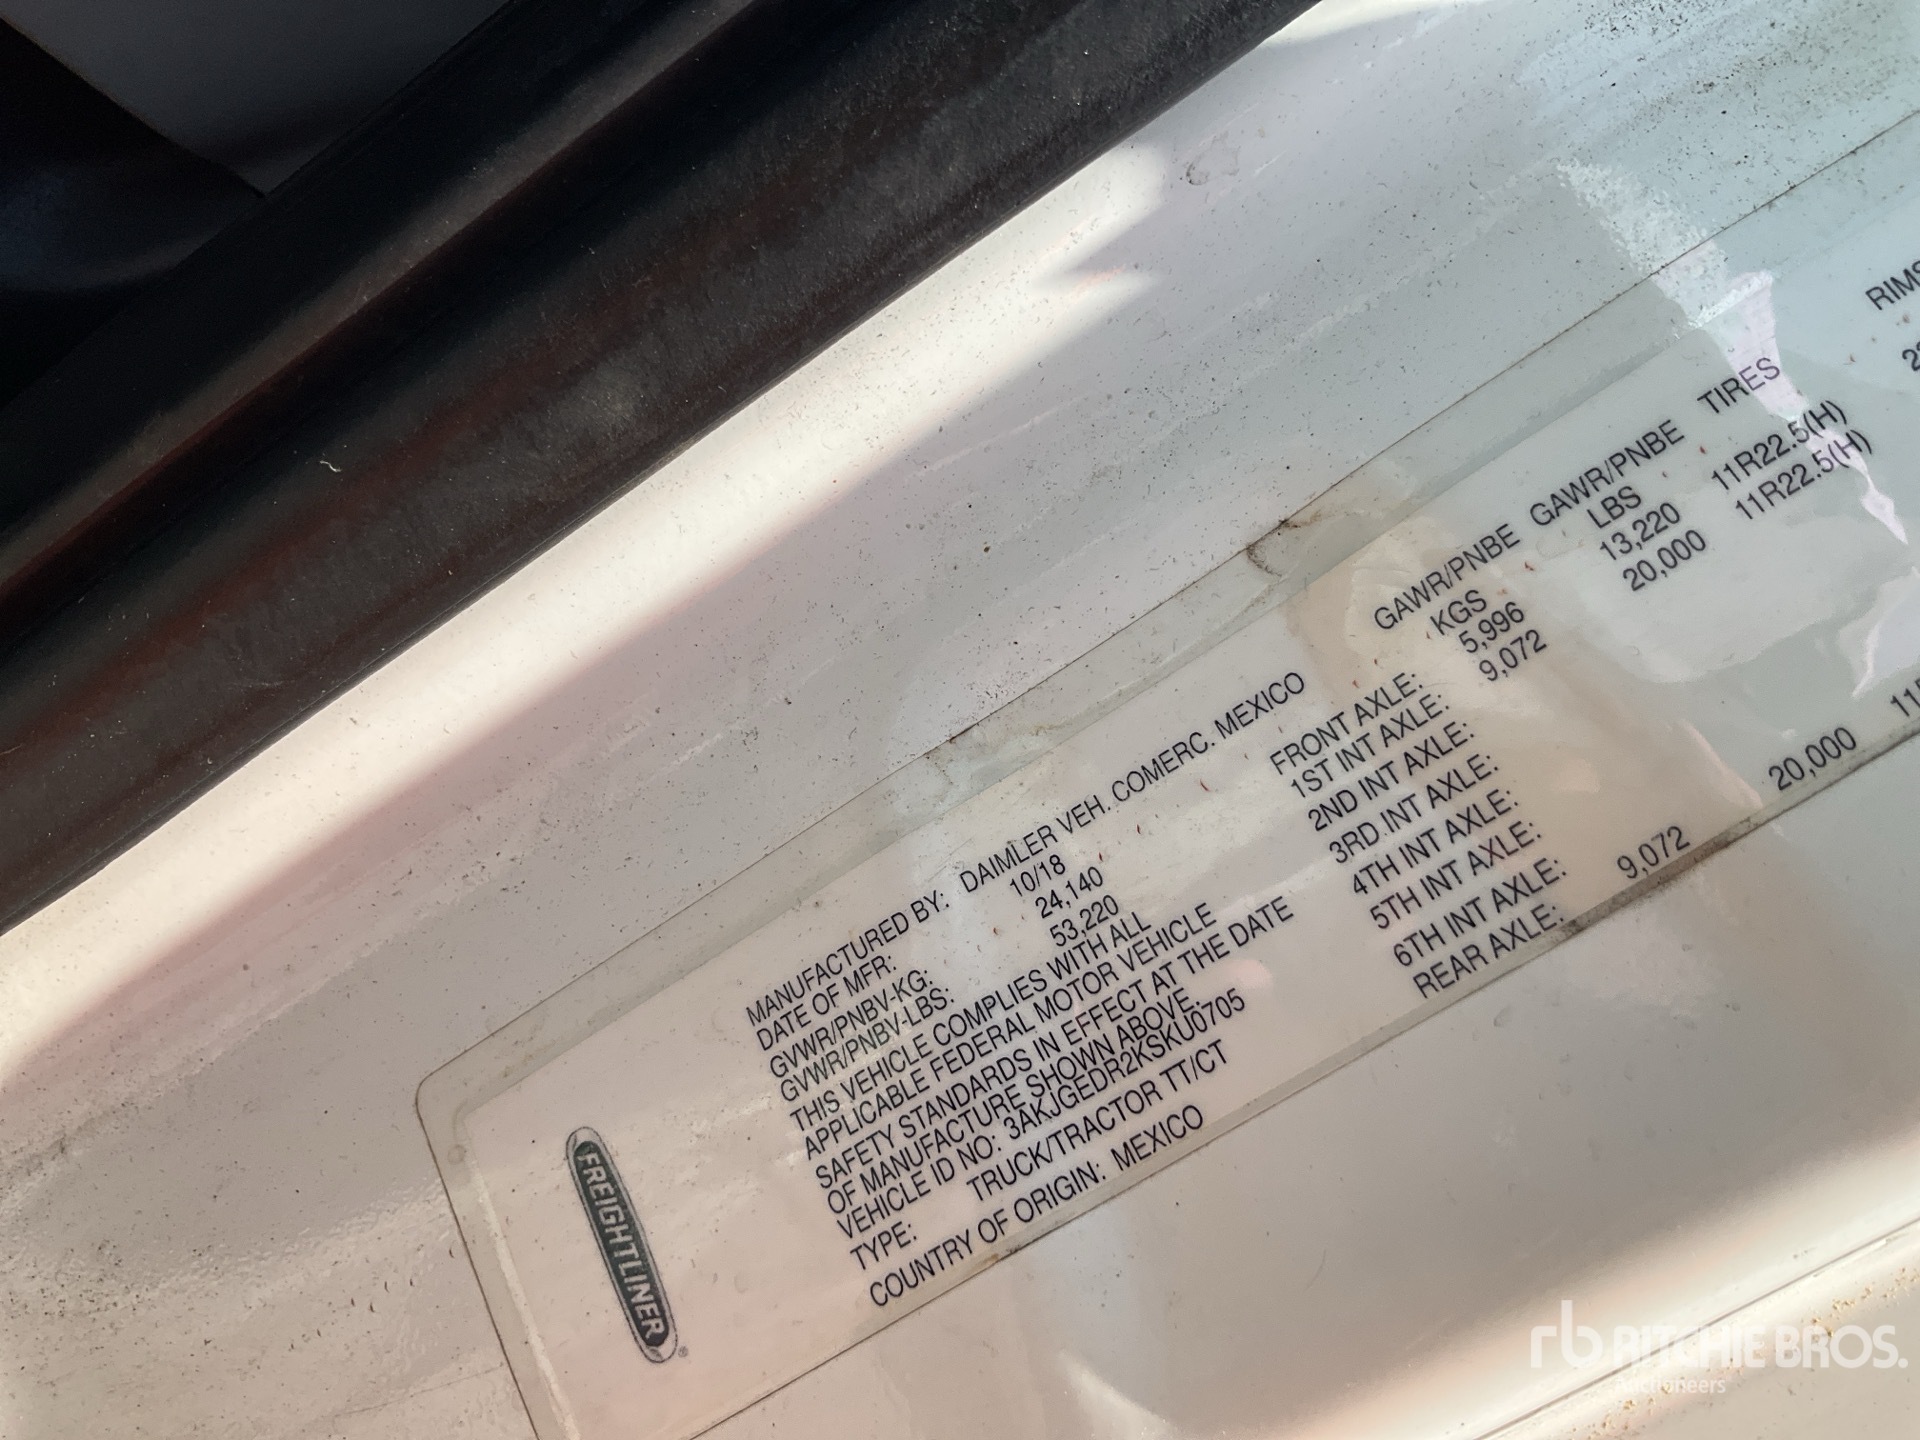 FREIGHTLINER
MANUFACTURED BY: DAIMLER VEH. COMERC. MEXICO
DATE OF MFR: 10/18
GVWR/PNBV-KG: 24,140
GVWR/PNBV-LBS: 53,220
THIS VEHICLE COMPLIES WITH ALL
APPLICABLE FEDERAL MOTOR VEHICLE
SAFETY STANDARDS IN EFFECT AT THE DATE
OF MANUFACTURE SHOWN ABOVE.
VEHICLE ID NO: 3AKJGEDR2KSKU0705
TYPE: TRUCK/TRACTOR TT/CT
COUNTRY OF ORIGIN: MEXICO
GAWR/PNBE GAWR/PNBE TIRES RIMS
KGS LBS
FRONT AXLE: 5,996 13,220 11R22.5(H)
1ST INT AXLE: 9,072 20,000 11R22.5(H)
2ND INT AXLE:
3RD INT AXLE:
4TH INT AXLE:
5TH INT AXLE:
6TH INT AXLE:
REAR AXLE: 9,072 20,000
rb RITCHIE BROS.
Auctioneers